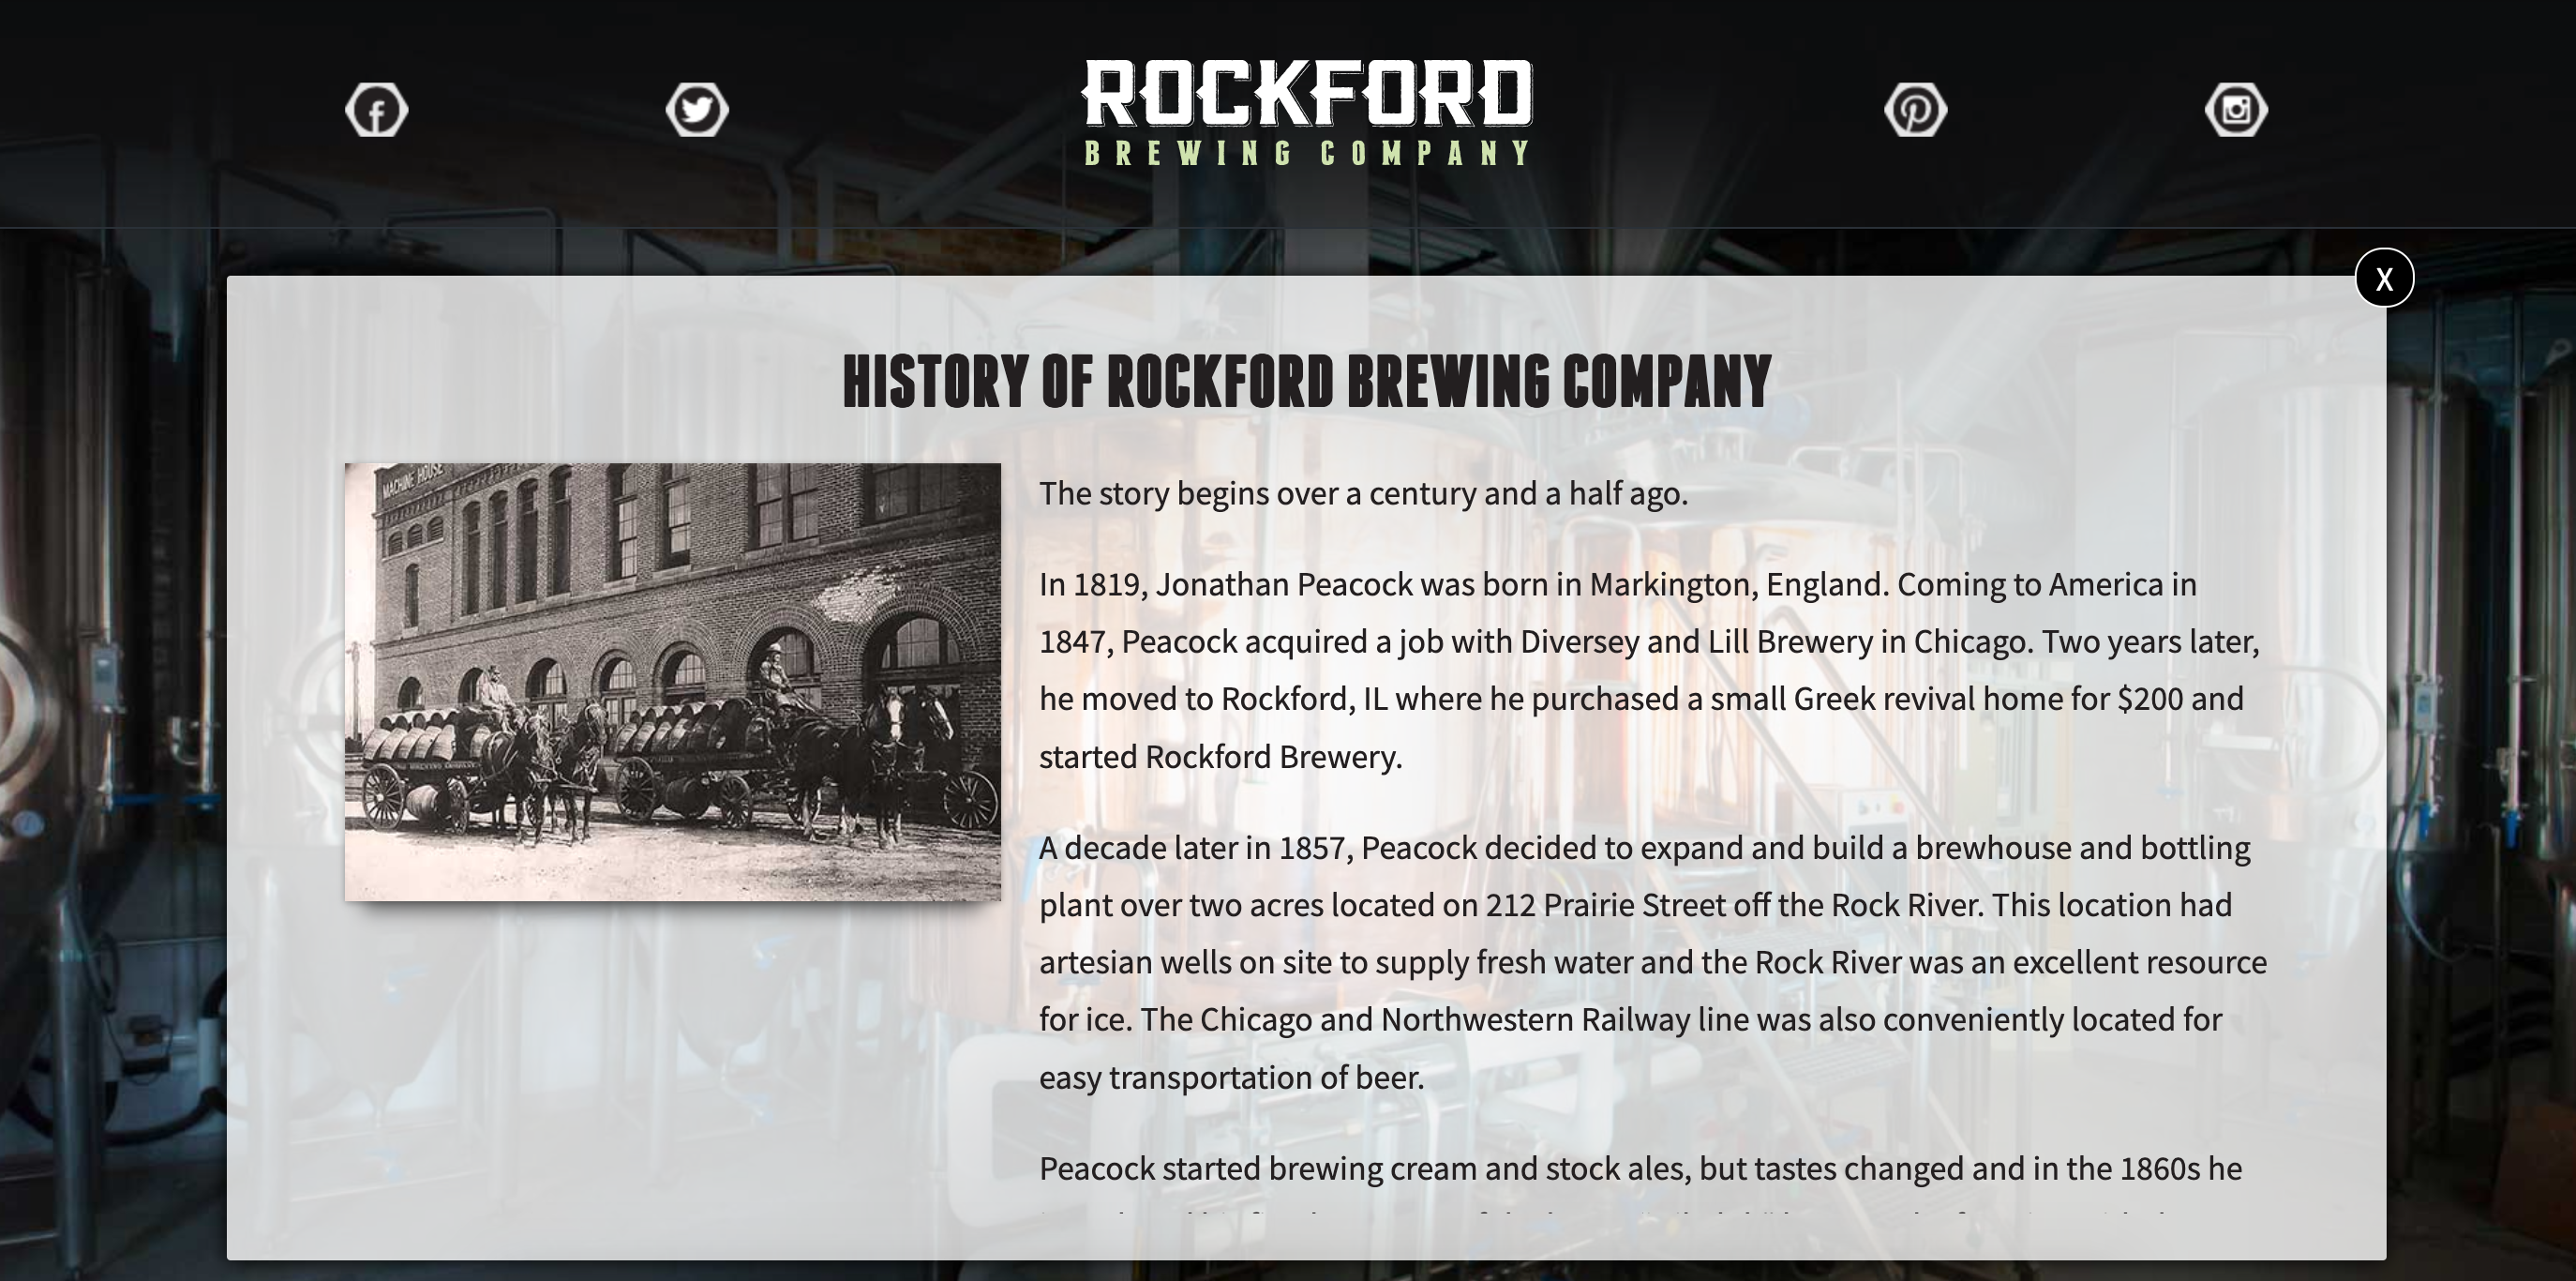 ROCKFORD
BREWING COMPANY
X
HISTORY OF ROCKFORD BREWING COMPANY
MACHINE HOUSE
The story begins over a century and a half ago.
In 1819, Jonathan Peacock was born in Markington, England. Coming to America in
1847, Peacock acquired a job with Diversey and Lill Brewery in Chicago. Two years later,
he moved to Rockford, IL where he purchased a small Greek revival home for $200 and
started Rockford Brewery.
A decade later in 1857, Peacock decided to expand and build a brewhouse and bottling
plant over two acres located on 212 Prairie Street off the Rock River. This location had
artesian wells on site to supply fresh water and the Rock River was an excellent resource
for ice. The Chicago and Northwestern Railway line was also conveniently located for
easy transportation of beer.
Peacock started brewing cream and stock ales, but tastes changed and in the 1860s he